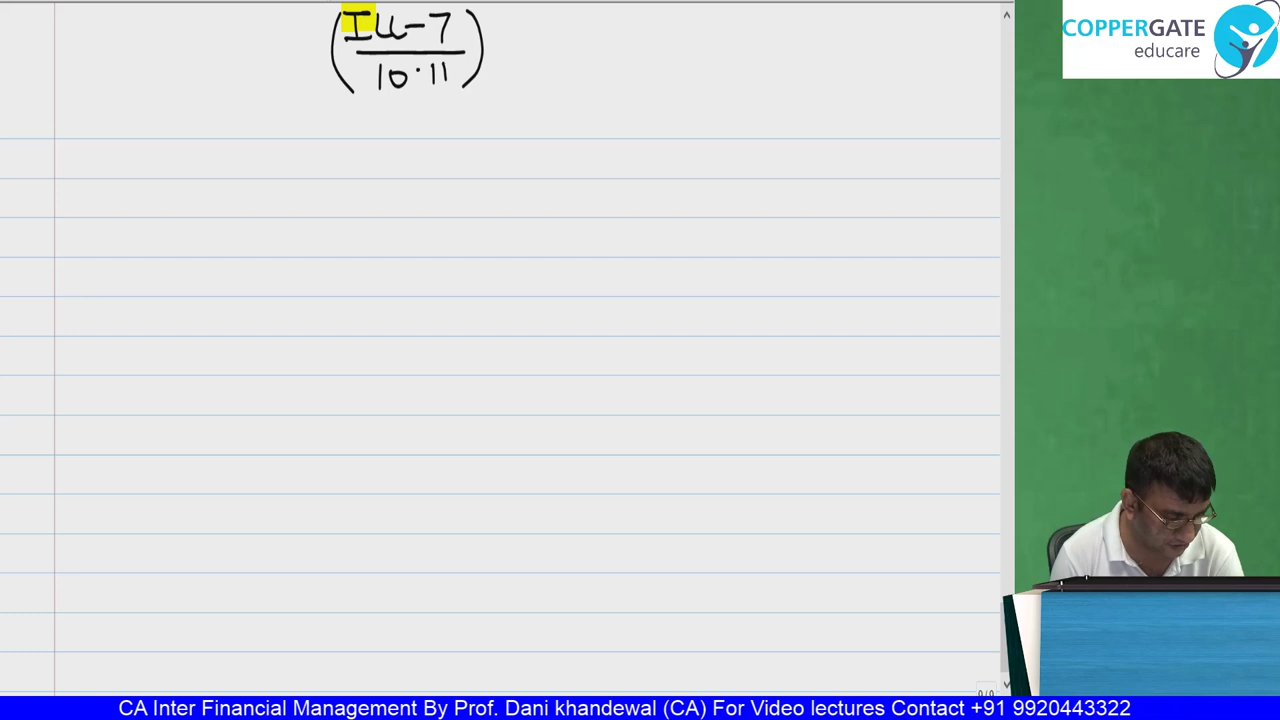 (Ill-7
10.11)
COPPERGATE
educare
CA Inter Financial Management By Prof. Dani khandewal (CA) For Video lectures Contact +91 9920443322